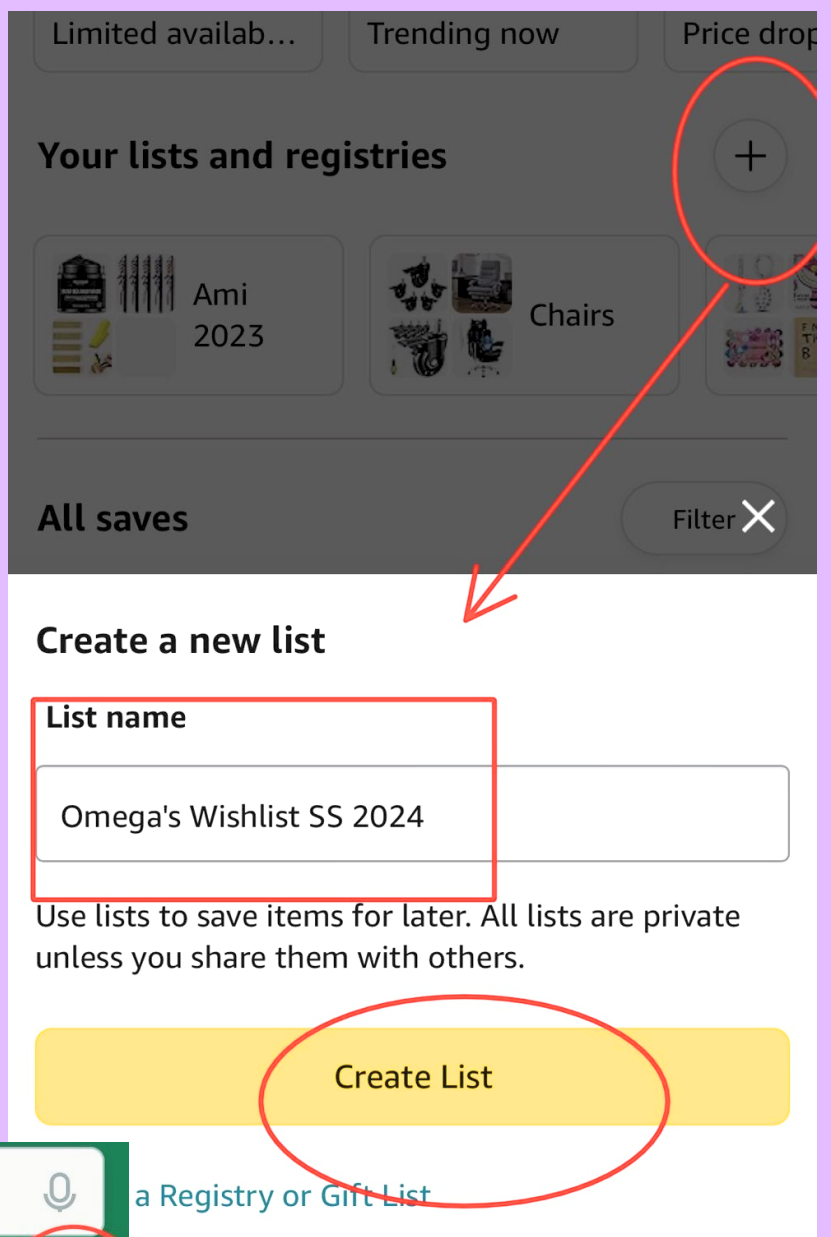 Limited availab...
Trending now
Price drop
Your lists and registries
Ami
2023
Chairs
All saves
Filter
Create a new list
List name
Omega's Wishlist SS 2024
Use lists to save items for later. All lists are private
unless you share them with others.
Create List
a Registry or Gift List